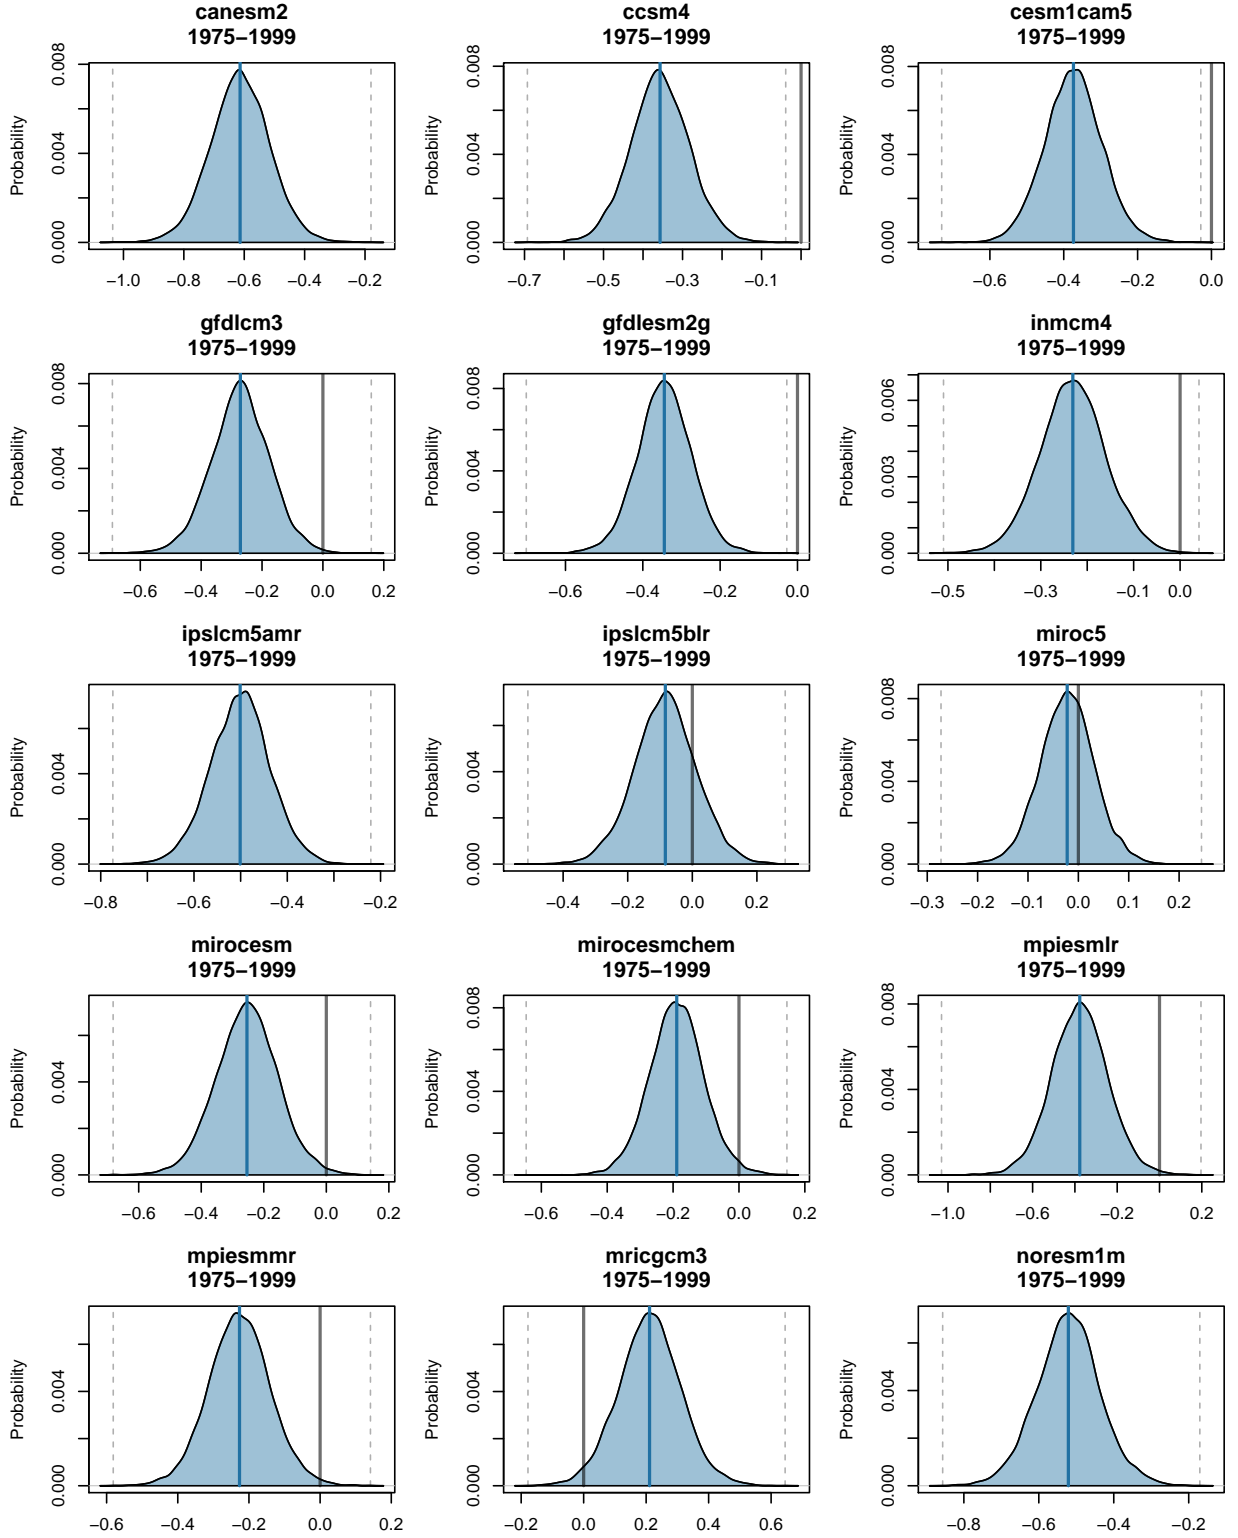 canesm2
1975−1999
ccsm4
1975−1999
cesm1cam5
1975−1999
Probability
0.000 0.004 0.008
−1.0 −0.8 −0.6 −0.4 −0.2
Probability
0.000 0.004 0.008
−0.7 −0.5 −0.3 −0.1
Probability
0.000 0.004 0.008
−0.6 −0.4 −0.2 0.0
gfdlcm3
1975−1999
gfdlesm2g
1975−1999
inmcm4
1975−1999
Probability
0.000 0.004 0.008
−0.6 −0.4 −0.2 0.0 0.2
Probability
0.000 0.004 0.008
−0.6 −0.4 −0.2 0.0
Probability
0.000 0.003 0.006
−0.5 −0.3 −0.1 0.0
ipslcm5amr
1975−1999
ipslcm5blr
1975−1999
miroc5
1975−1999
Probability
0.000 0.004
−0.8 −0.6 −0.4 −0.2
Probability
0.000 0.004
−0.4 −0.2 0.0 0.2
Probability
0.000 0.004 0.008
−0.3 −0.2 −0.1 0.0 0.1 0.2
mirocesm
1975−1999
mirocesmchem
1975−1999
mpiesmlr
1975−1999
Probability
0.000 0.004
−0.6 −0.4 −0.2 0.0 0.2
Probability
0.000 0.004 0.008
−0.6 −0.4 −0.2 0.0 0.2
Probability
0.000 0.004 0.008
−1.0 −0.6 −0.2 0.2
mpiesmmr
1975−1999
mricgcm3
1975−1999
noresm1m
1975−1999
Probability
0.000 0.004
−0.6 −0.4 −0.2 0.0 0.2
Probability
0.000 0.004
−0.2 0.0 0.2 0.4 0.6
Probability
0.000 0.004
−0.8 −0.6 −0.4 −0.2